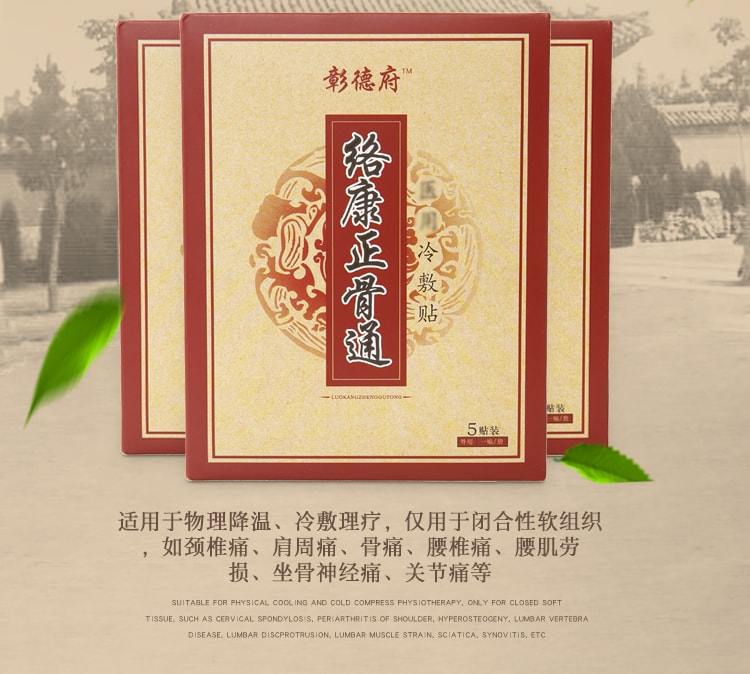 彰德府™
络康正骨通
冷敷贴
LUOKANGZHENGGUTONG
5贴装
外用 一贴/袋
贴装
适用于物理降温、冷敷理疗，仅用于闭合性软组织
，如颈椎痛、肩周痛、骨痛、腰椎痛、腰肌劳
损、坐骨神经痛、关节痛等
SUITABLE FOR PHYSICAL COOLING AND COLD COMPRESS PHYSIOTHERAPY, ONLY FOR CLOSED SOFT
TISSUE, SUCH AS CERVICAL SPONDYLOSIS, PERIARTHRITIS OF SHOULDER, HYPEROSTEOGENY, LUMBAR VERTEBRA
DISEASE, LUMBAR DISCPROTRUSION, LUMBAR MUSCLE STRAIN, SCIATICA, SYNOVITIS, ETC